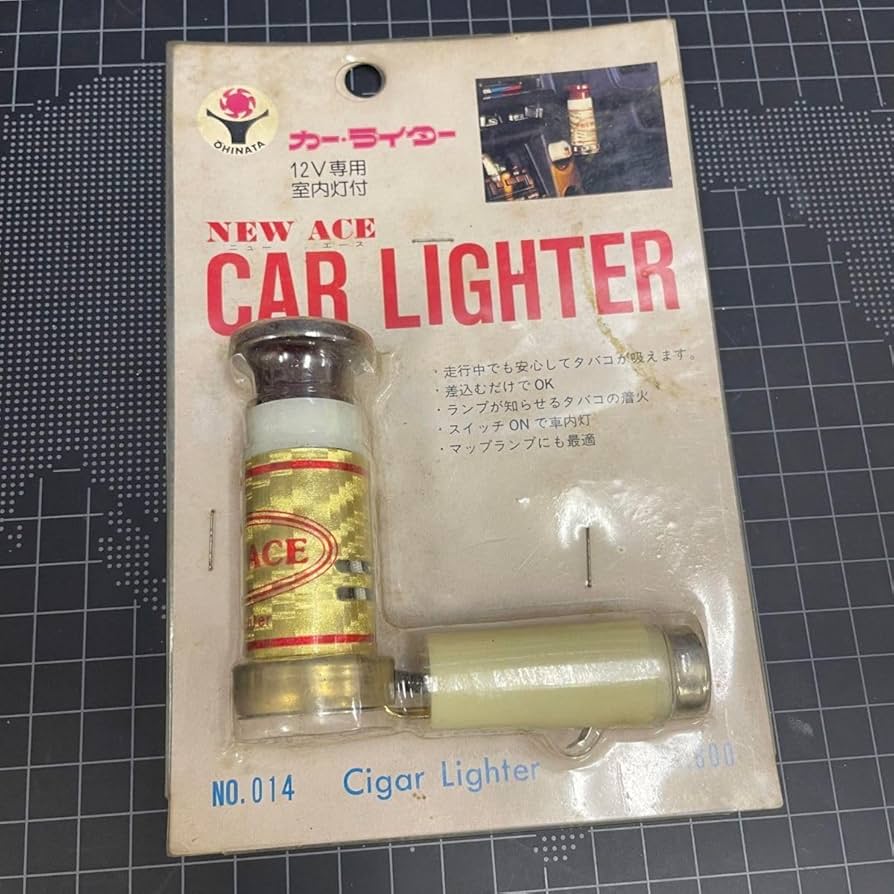 OHINATA
カー・ライター
12V専用
室内灯付
NEW ACE
ニュー エース
CAR LIGHTER
・走行中でも安心してタバコが吸えます。
・差込むだけでOK
・ランプが知らせるタバコの着火
・スイッチONで車内灯
・マップランプにも最適
ACE
NO.014 Cigar Lighter